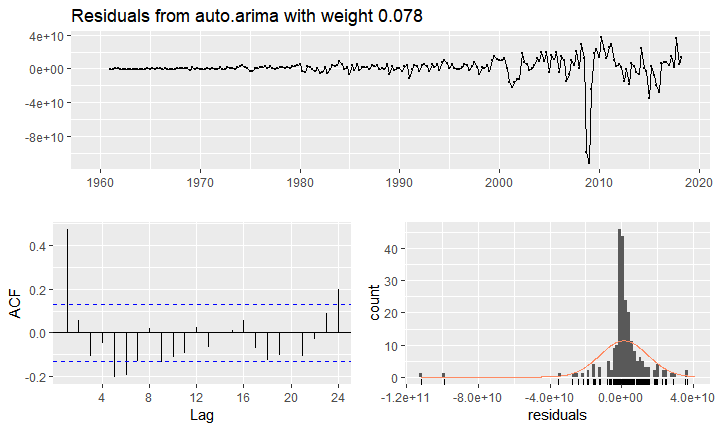 Residuals from auto.arima with weight 0.078
4e+10
0e+00
-4e+10
-8e+10
1960 1970 1980 1990 2000 2010 2020
ACF
0.4
0.2
0.0
-0.2
4 8 12 16 20 24
Lag
count
40
30
20
10
0
-1.2e+11 -8.0e+10 -4.0e+10 0.0e+00 4.0e+10
residuals